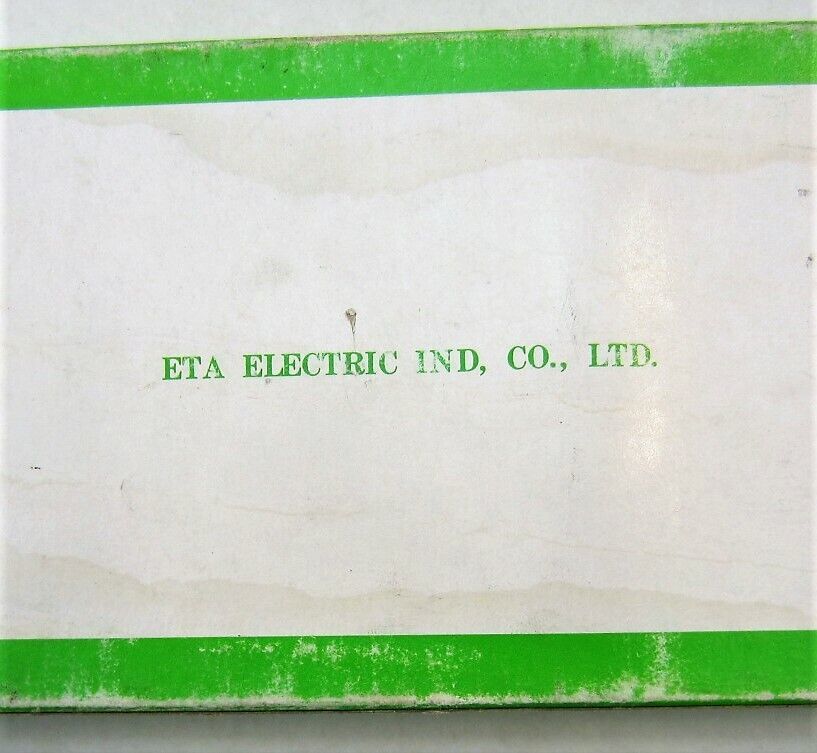 ETA ELECTRIC IND, CO., LTD.